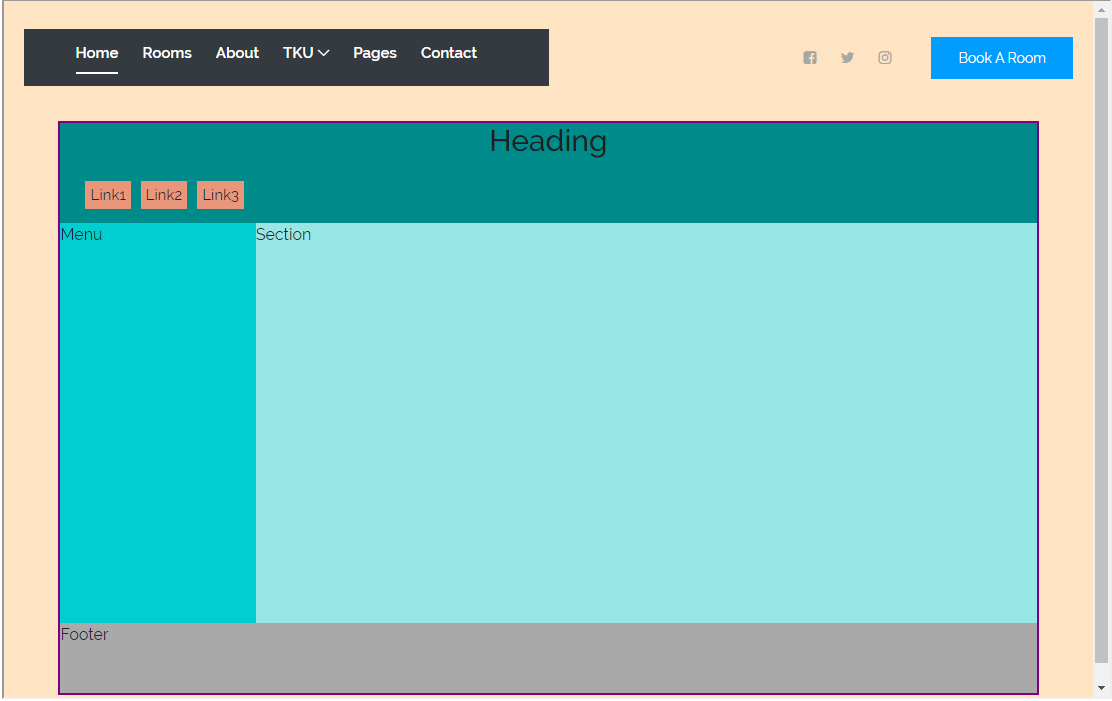 Home Rooms About TKU Pages Contact
Book A Room
Heading
Link1 Link2 Link3
Menu
Section
Footer